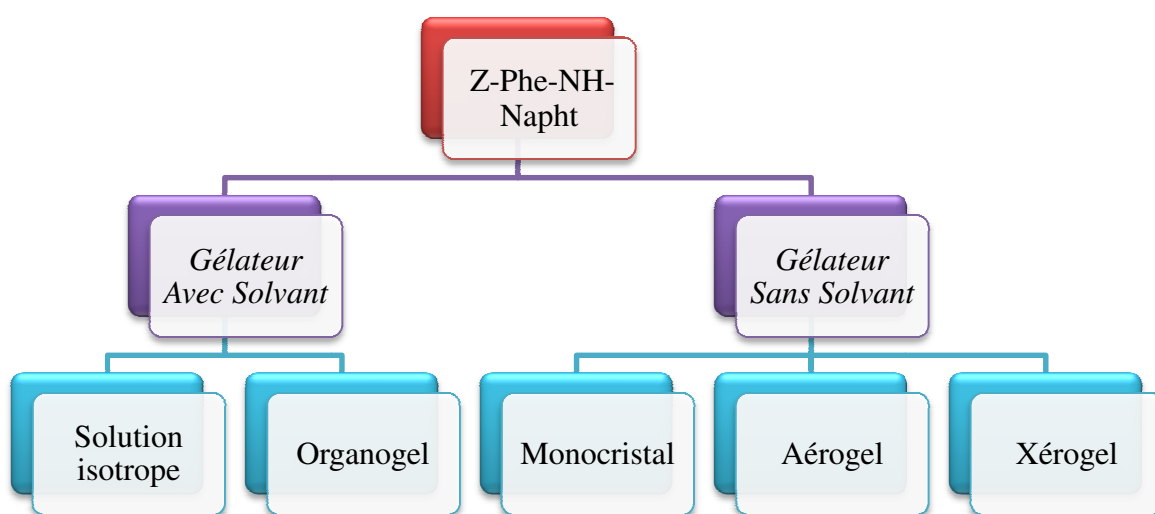 Z-Phe-NH-
Napht
Gélateur
Avec Solvant
Gélateur
Sans Solvant
Solution
isotrope
Organogel
Monocristal
Aérogel
Xérogel